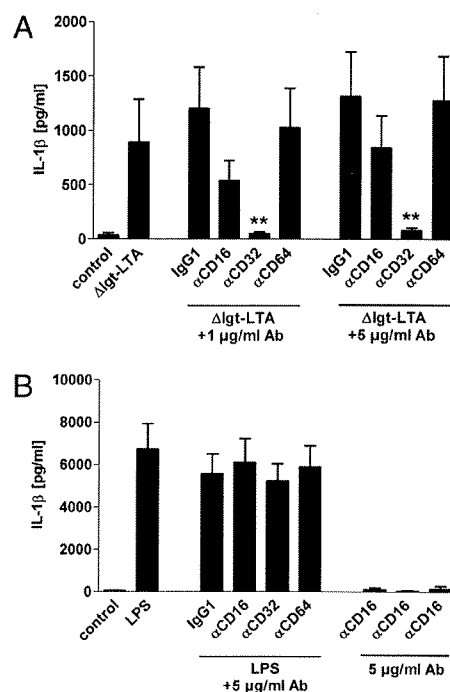 A
IL-1β [pg/ml]
2000
1500
1000
500
0
control
Δlgt-LTA
IgG1
αCD16
**
αCD32
αCD64
IgG1
αCD16
**
αCD32
αCD64
Δlgt-LTA
+1 µg/ml Ab
Δlgt-LTA
+5 µg/ml Ab
B
IL-1β [pg/ml]
10000
8000
6000
4000
2000
0
control
LPS
IgG1
αCD16
αCD32
αCD64
αCD16
αCD16
αCD16
LPS
+5 µg/ml Ab
5 µg/ml Ab